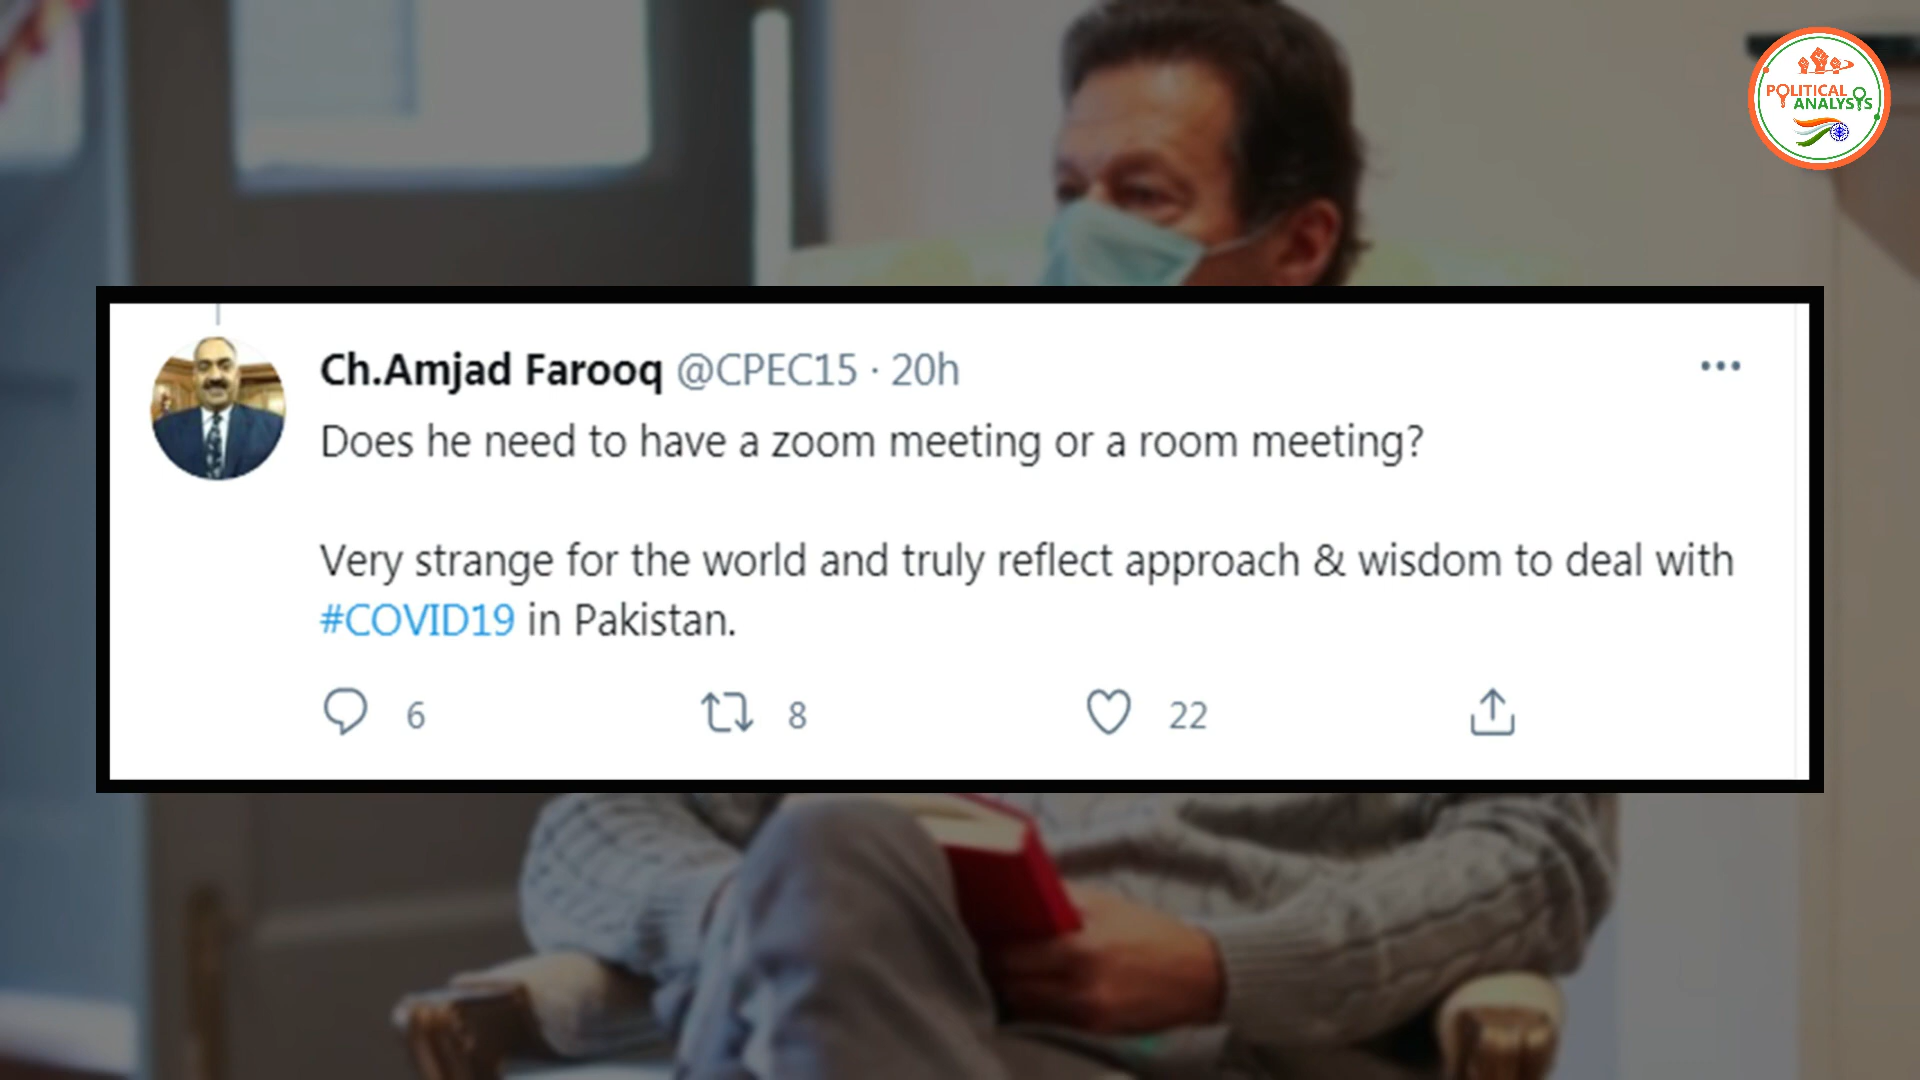 POLITICAL
ANALYSIS
Ch.Amjad Farooq @CPEC15 · 20h
Does he need to have a zoom meeting or a room meeting?
Very strange for the world and truly reflect approach & wisdom to deal with
#COVID19 in Pakistan.
6 8 22